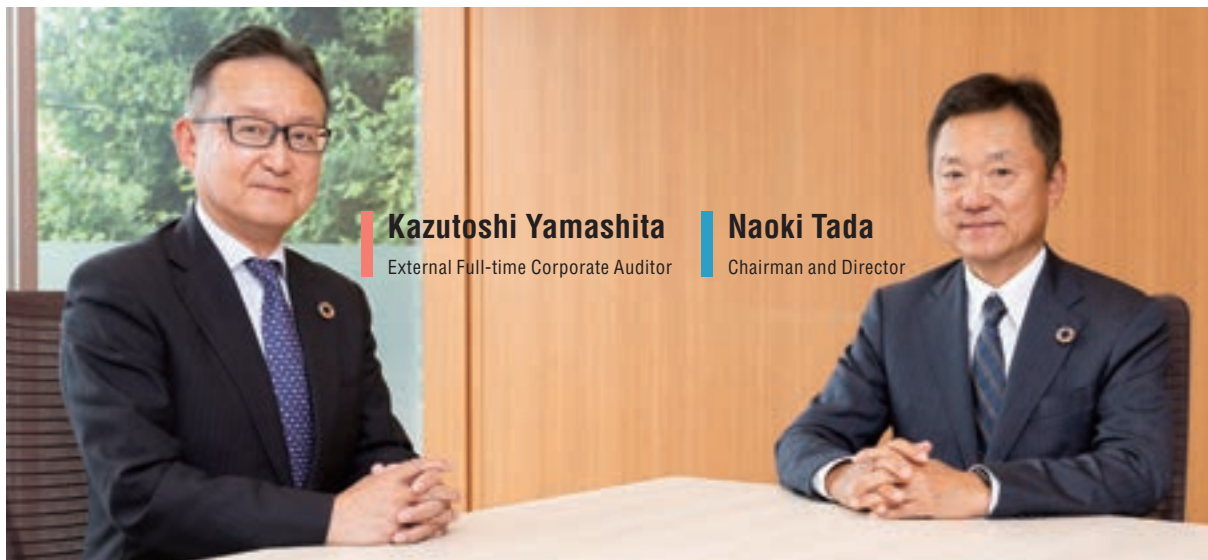 Kazutoshi Yamashita
External Full-time Corporate Auditor
Naoki Tada
Chairman and Director